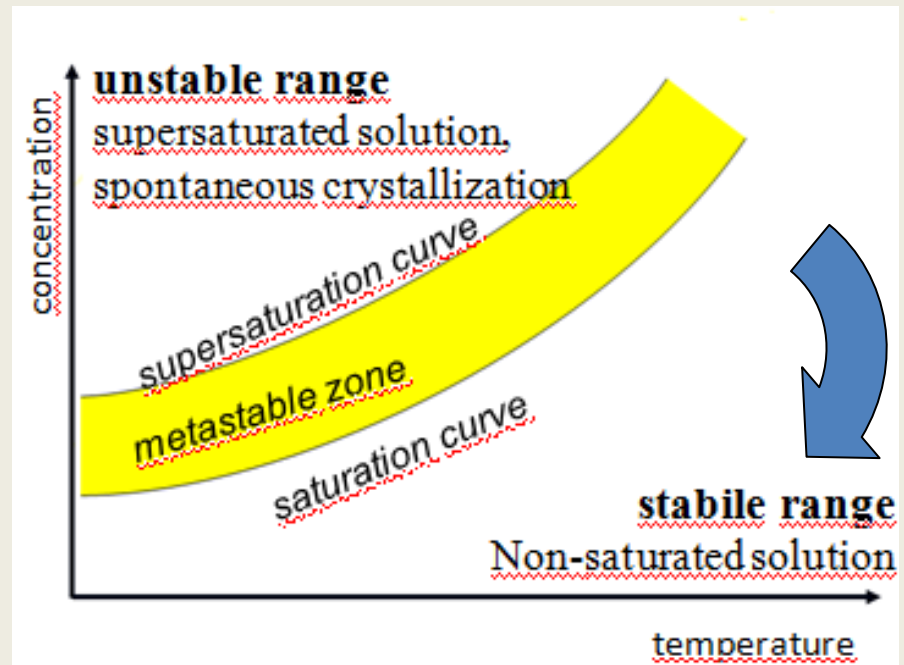 unstable range
supersaturated solution,
spontaneous crystallization
concentration
supersaturation curve
metastable zone
saturation curve
stabile range
Non-saturated solution
temperature